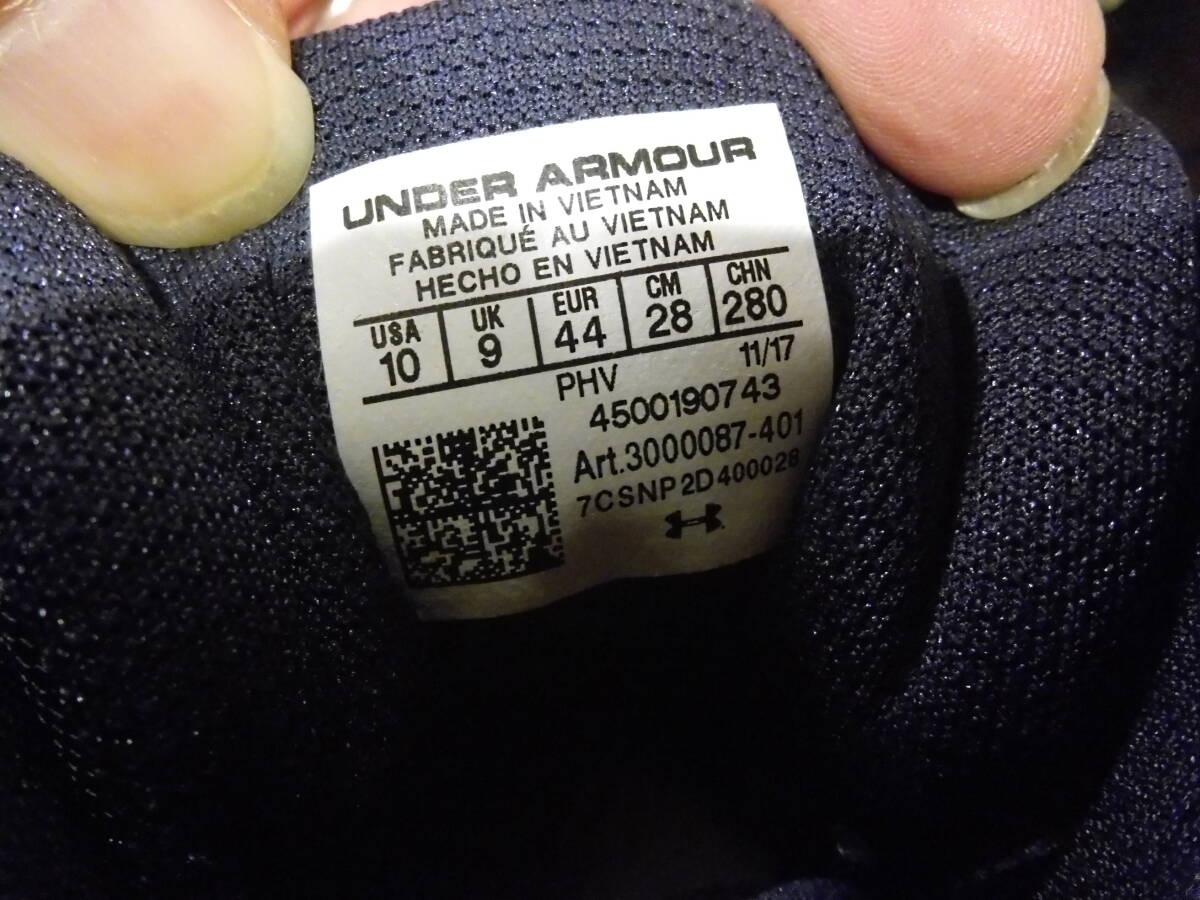 UNDER ARMOUR
MADE IN VIETNAM
FABRIQUÉ AU VIETNAM
HECHO EN VIETNAM
USA UK EUR CM CHN
10 9 44 28 280
PHV 11/17
4500190743
Art.3000087-401
7CSNP2D400028